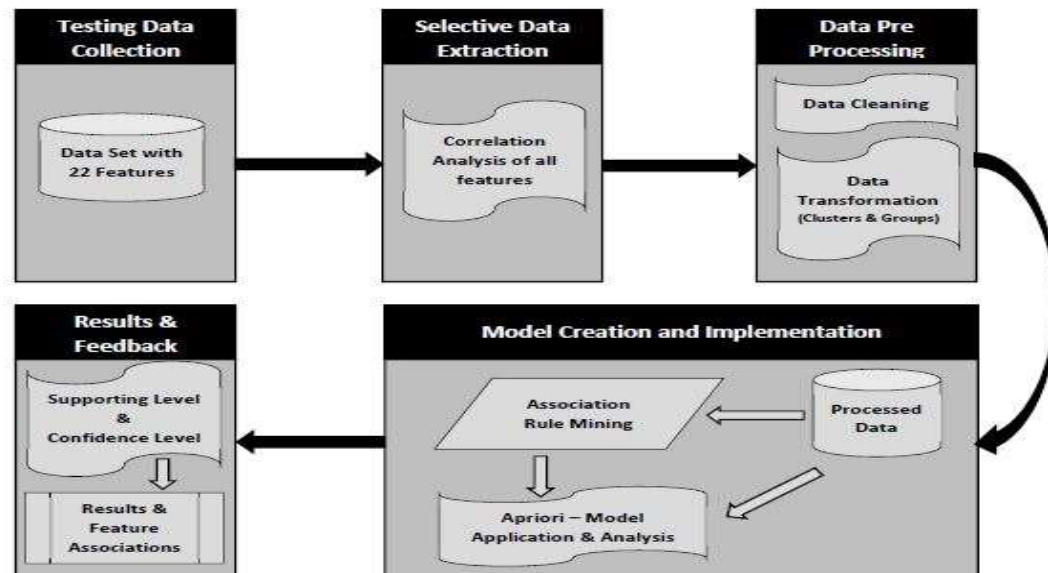 Testing Data
Collection
Data Set with
22 Features
Selective Data
Extraction
Correlation
Analysis of all
features
Data Pre
Processing
Data Cleaning
Data
Transformation
(Clusters & Groups)
Model Creation and Implementation
Processed
Data
Association
Rule Mining
Apriori – Model
Application & Analysis
Results &
Feedback
Supporting Level
&
Confidence Level
Results &
Feature
Associations